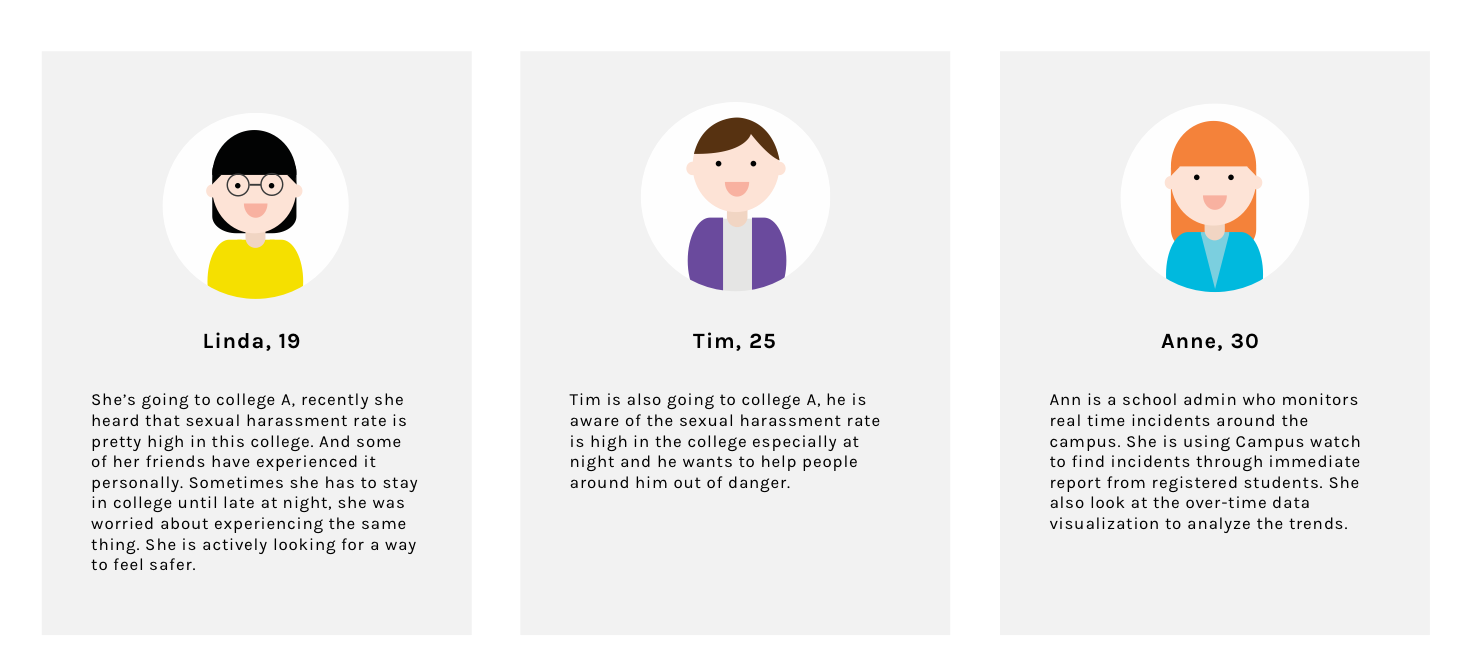 Linda, 19
She’s going to college A, recently she
heard that sexual harassment rate is
pretty high in this college. And some
of her friends have experienced it
personally. Sometimes she has to stay
in college until late at night, she was
worried about experiencing the same
thing. She is actively looking for a way
to feel safer.
Tim, 25
Tim is also going to college A, he is
aware of the sexual harassment rate
is high in the college especially at
night and he wants to help people
around him out of danger.
Anne, 30
Ann is a school admin who monitors
real time incidents around the
campus. She is using Campus watch
to find incidents through immediate
report from registered students. She
also look at the over-time data
visualization to analyze the trends.